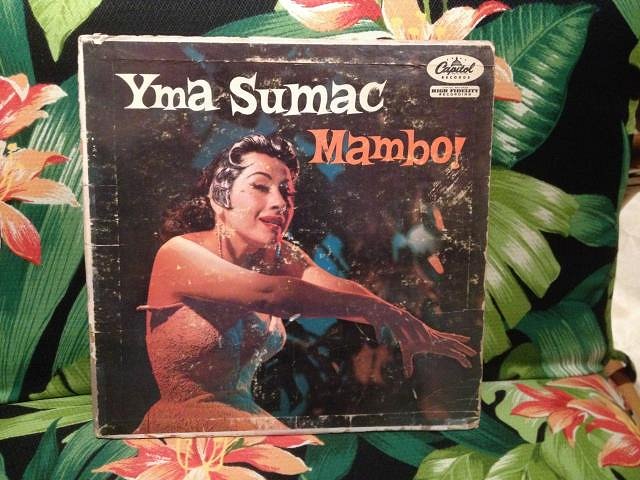 Yma Sumac
Mambo!
Capitol
RECORDS
HIGH FIDELITY
RECORDING